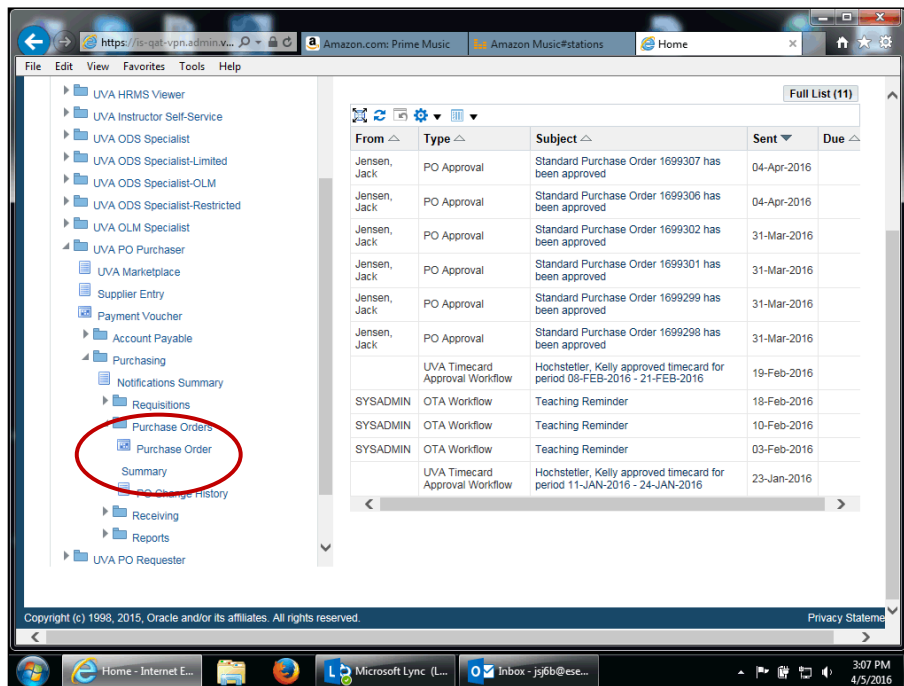 https://is-qat-vpn.admin.v...
Amazon.com: Prime Music
Amazon Music#stations
Home
File Edit View Favorites Tools Help
UVA HRMS Viewer
UVA Instructor Self-Service
UVA ODS Specialist
UVA ODS Specialist-Limited
UVA ODS Specialist-OLM
UVA ODS Specialist-Restricted
UVA OLM Specialist
UVA PO Purchaser
UVA Marketplace
Supplier Entry
Payment Voucher
Account Payable
Purchasing
Notifications Summary
Requisitions
Purchase Orders
Purchase Order
Summary
PO Change History
Receiving
Reports
UVA PO Requester
Full List (11)
From Type Subject Sent Due
Jensen, Jack PO Approval Standard Purchase Order 1699307 has been approved 04-Apr-2016
Jensen, Jack PO Approval Standard Purchase Order 1699306 has been approved 04-Apr-2016
Jensen, Jack PO Approval Standard Purchase Order 1699302 has been approved 31-Mar-2016
Jensen, Jack PO Approval Standard Purchase Order 1699301 has been approved 31-Mar-2016
Jensen, Jack PO Approval Standard Purchase Order 1699299 has been approved 31-Mar-2016
Jensen, Jack PO Approval Standard Purchase Order 1699298 has been approved 31-Mar-2016
UVA Timecard Approval Workflow Hochstetler, Kelly approved timecard for period 08-FEB-2016 - 21-FEB-2016 19-Feb-2016
SYSADMIN OTA Workflow Teaching Reminder 18-Feb-2016
SYSADMIN OTA Workflow Teaching Reminder 10-Feb-2016
SYSADMIN OTA Workflow Teaching Reminder 03-Feb-2016
UVA Timecard Approval Workflow Hochstetler, Kelly approved timecard for period 11-JAN-2016 - 24-JAN-2016 23-Jan-2016
Copyright (c) 1998, 2015, Oracle and/or its affiliates. All rights reserved.
Privacy Stateme
Home - Internet E...
Microsoft Lync (L...
Inbox - jsj6b@ese...
3:07 PM
4/5/2016